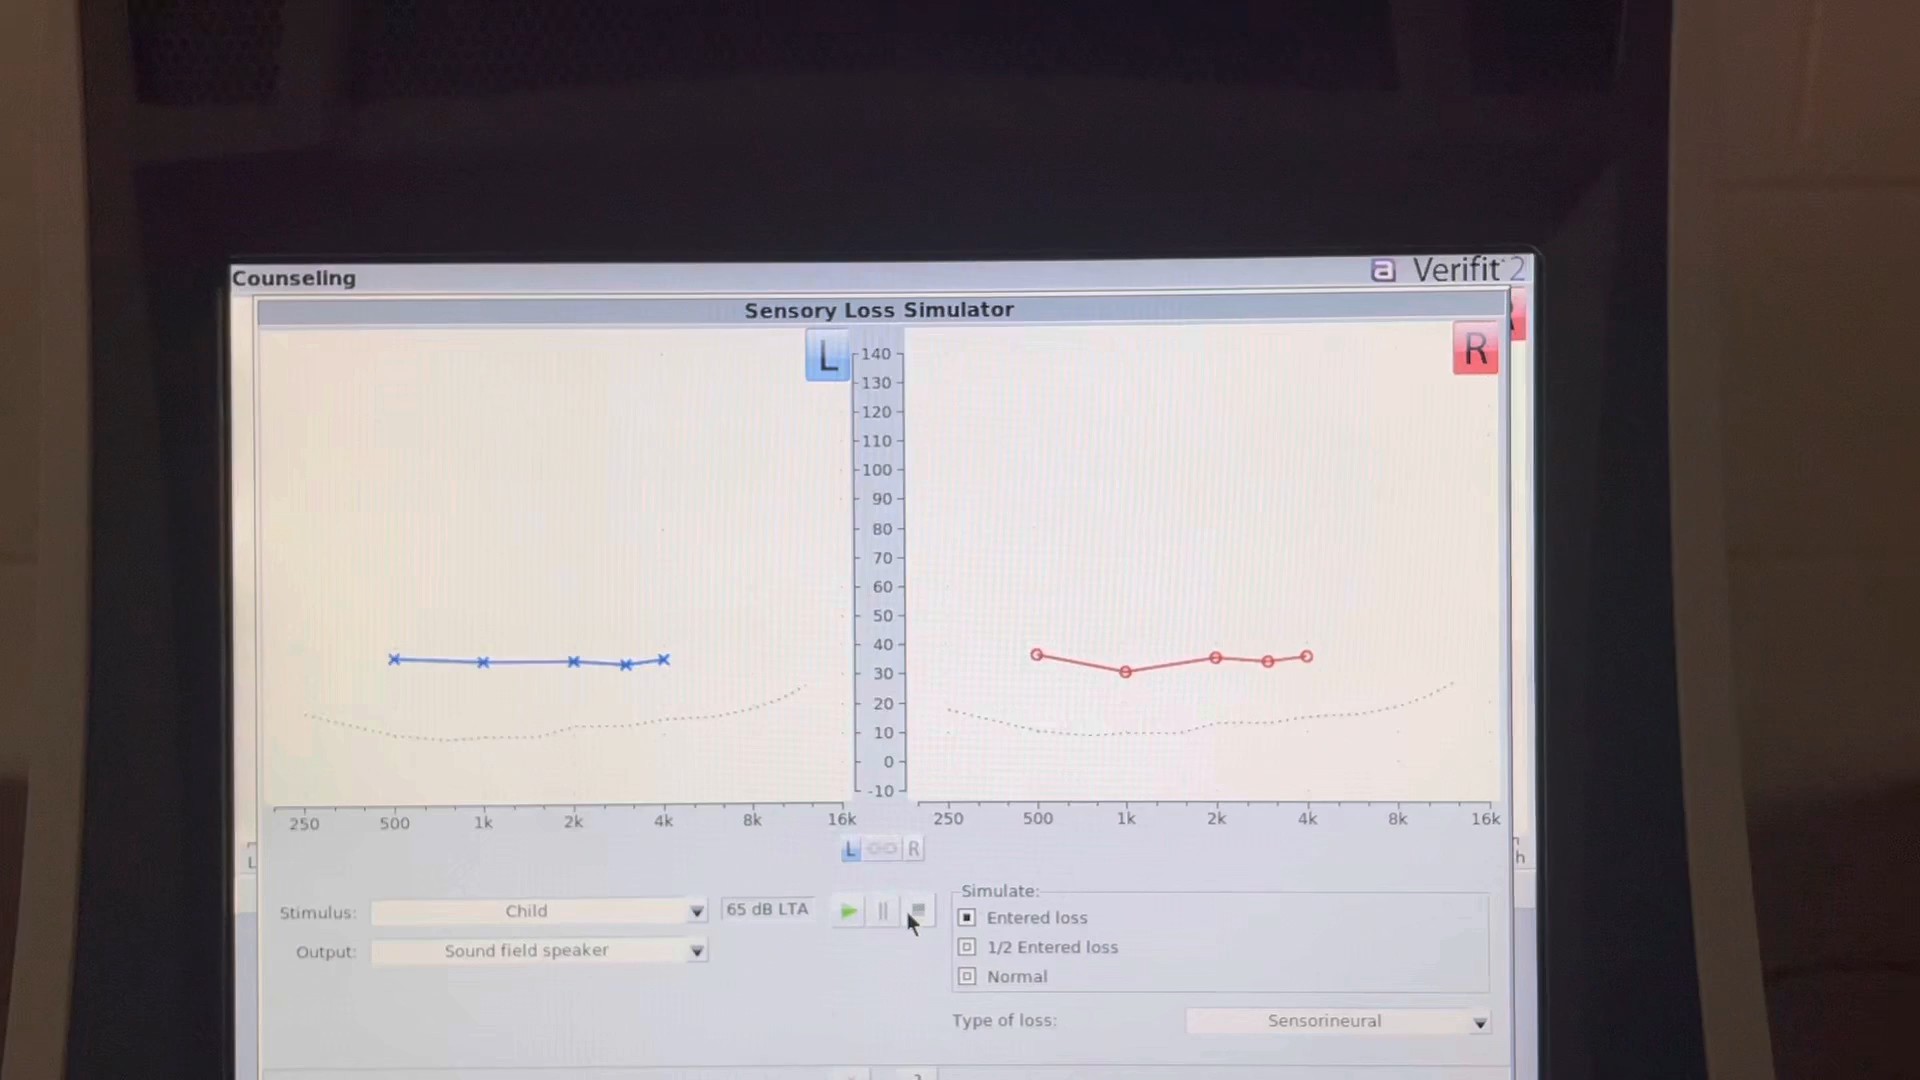 Counseling
a Verifit 2
Sensory Loss Simulator
L
R
140
130
120
110
100
90
80
70
60
50
40
30
20
10
0
-10
250 500 1k 2k 4k 8k 16k
250 500 1k 2k 4k 8k 16k
L R
Stimulus: Child 65 dB LTA
Output: Sound field speaker
Simulate:
Entered loss
1/2 Entered loss
Normal
Type of loss: Sensorineural